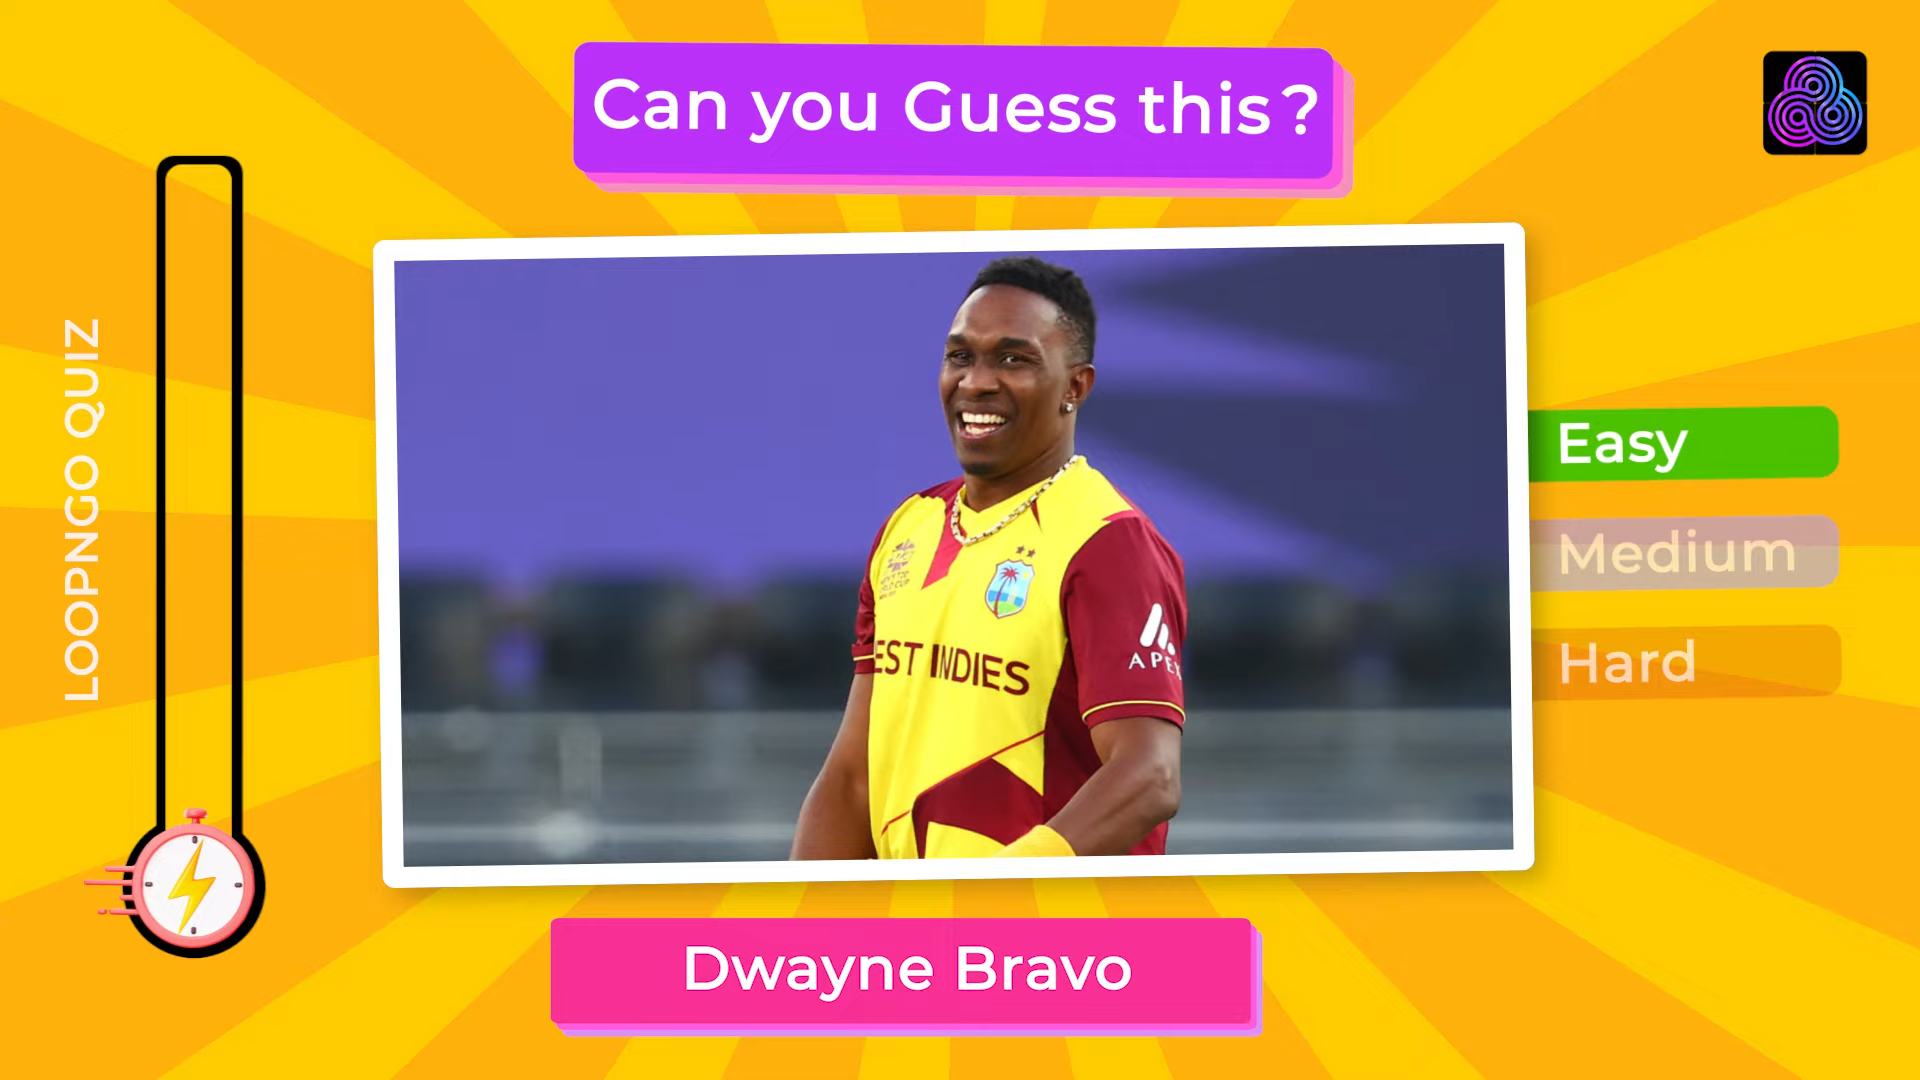 Can you Guess this?
LOOPNGO QUIZ
EST INDIES
APEX
Easy
Medium
Hard
Dwayne Bravo